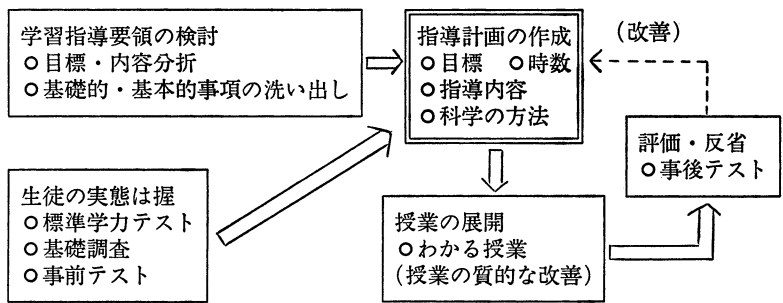 学習指導要領の検討
○目標・内容分折
○基礎的・基本的事項の洗い出し
指導計画の作成
○目標 ○時数
○指導内容
○科学の方法
(改善)
評価・反省
○事後テスト
生徒の実態は握
○標準学力テスト
○基礎調査
○事前テスト
授業の展開
○わかる授業
(授業の質的な改善)